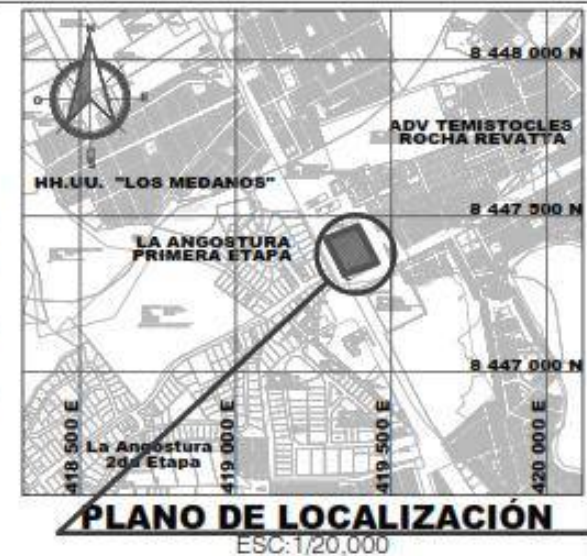 N
O
E
8 448 000 N
ADV TEMISTOCLES
ROCHA REVATTA
HH.UU. "LOS MEDANOS"
8 447 500 N
LA ANGOSTURA
PRIMERA ETAPA
8 447 000 N
418 500 E
419 000 E
419 500 E
420 000 E
La Angostura
2da Etapa
PLANO DE LOCALIZACIÓN
ESC:1/20,000